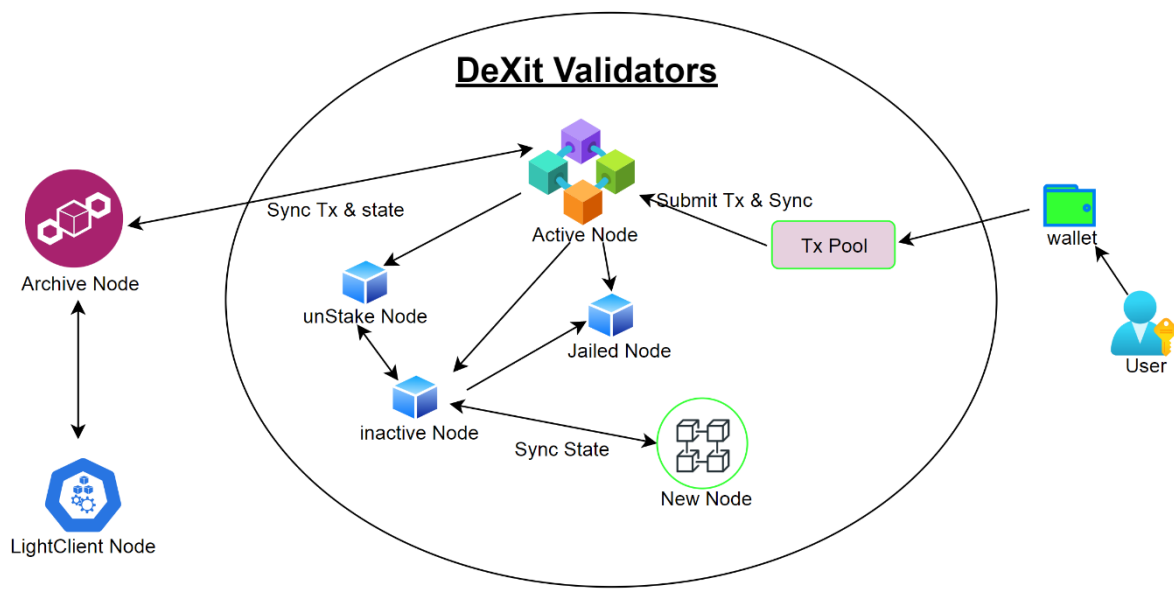 DeXit Validators
Sync Tx & state
Submit Tx & Sync
Active Node
Tx Pool
wallet
Archive Node
unStake Node
Jailed Node
User
inactive Node
Sync State
New Node
LightClient Node